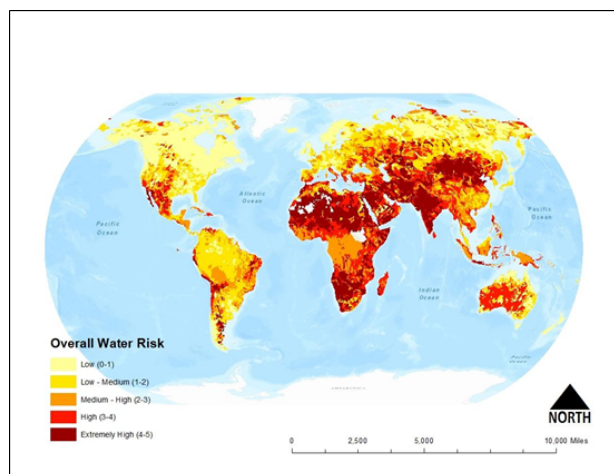 Pacific
Ocean
Atlantic
Ocean
Indian
Ocean
Pacific
Ocean
Overall Water Risk
Low (0-1)
Low - Medium (1-2)
Medium - High (2-3)
High (3-4)
Extremely High (4-5)
NORTH
0 2,500 5,000 10,000 Miles